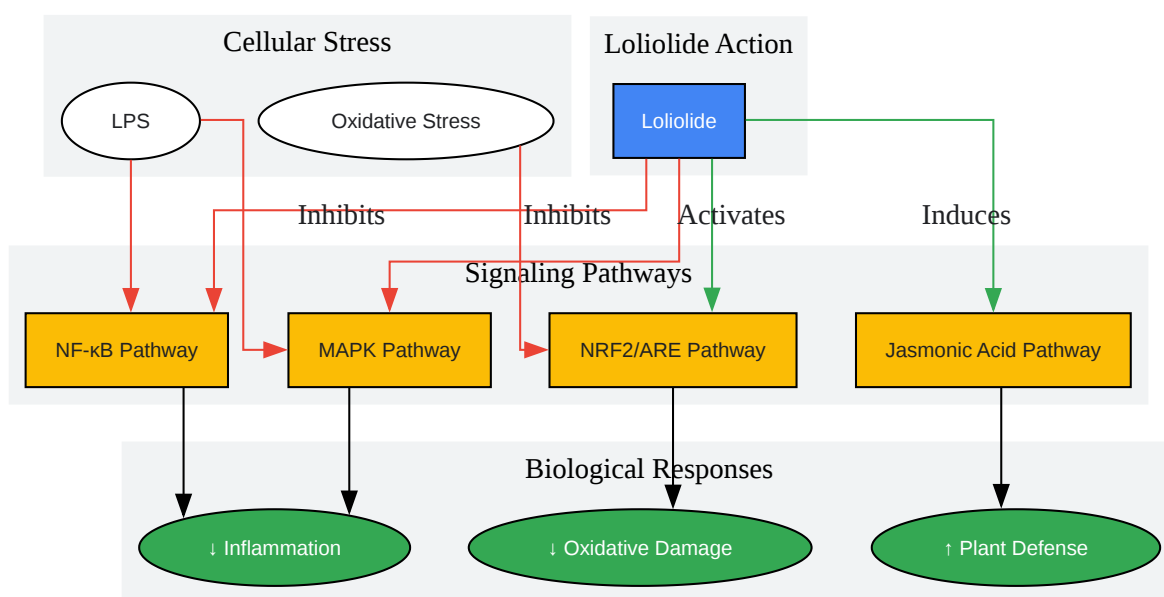 Cellular Stress
Loliolide Action
LPS
Oxidative Stress
Loliolide
Inhibits
Inhibits
Activates
Induces
Signaling Pathways
NF-κB Pathway
MAPK Pathway
NRF2/ARE Pathway
Jasmonic Acid Pathway
Biological Responses
↓ Inflammation
↓ Oxidative Damage
↑ Plant Defense